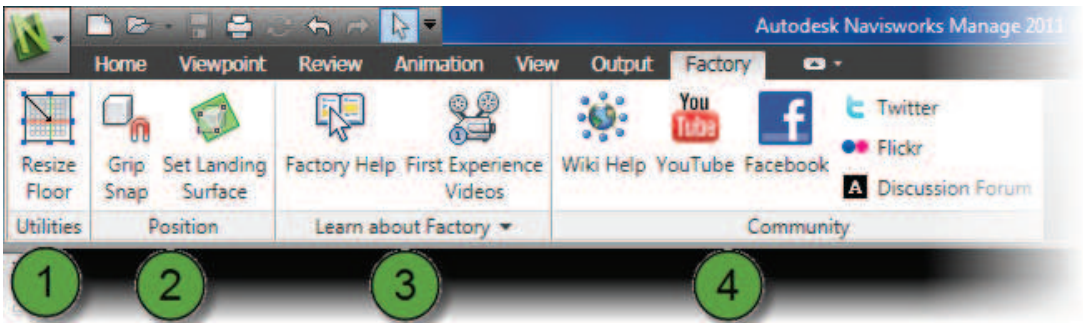 Autodesk Navisworks Manage 2011
Home Viewpoint Review Animation View Output Factory
Resize Floor
Grip Snap
Set Landing Surface
Factory Help
First Experience Videos
1
Wiki Help
You Tube
YouTube
f
Facebook
t Twitter
Flickr
A Discussion Forum
Utilities Position Learn about Factory Community
1 2 3 4